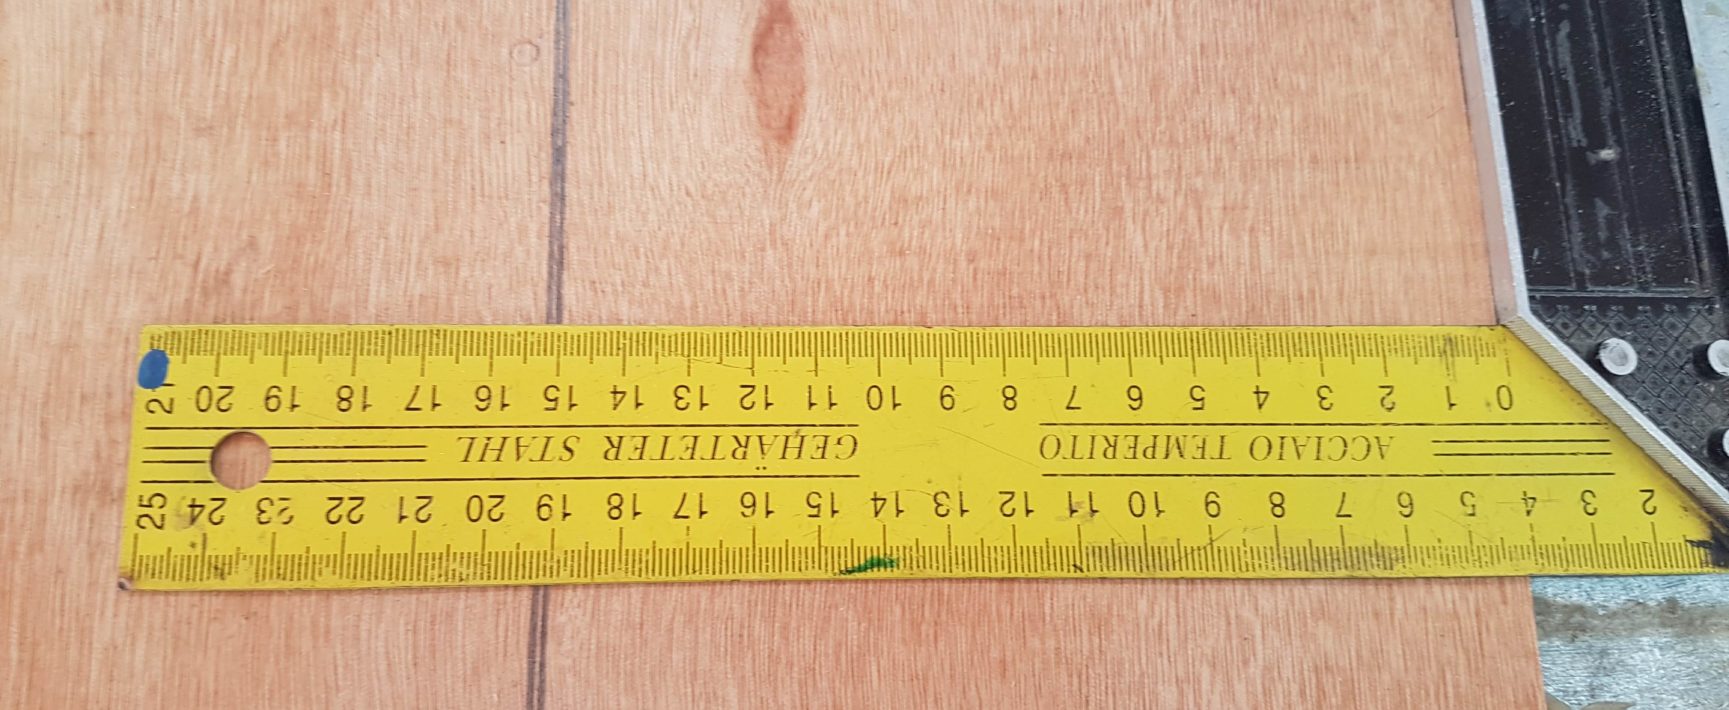 2 3 4 5 6 7 8 9 10 11 12 13 14 15 16 17 18 19 20 21 22 23 24 25
ACCIAIO TEMPERITO GEHÄRTETER STAHL
0 1 2 3 4 5 6 7 8 9 10 11 12 13 14 15 16 17 18 19 20 21